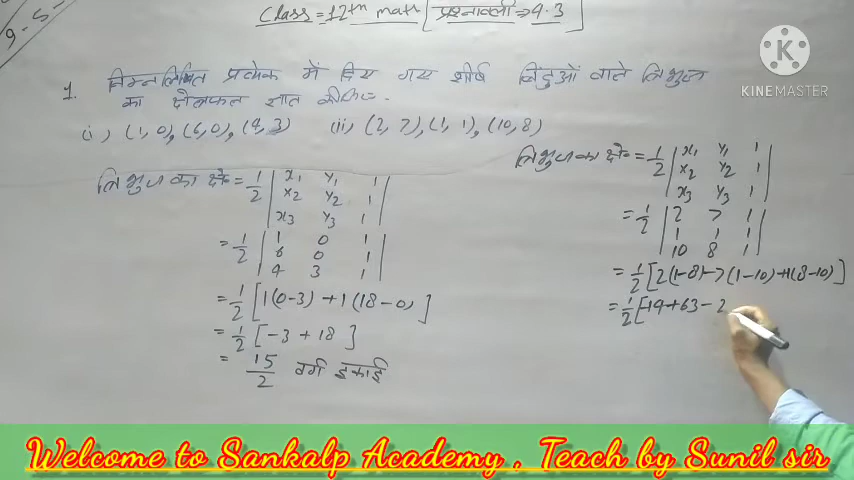 Class = 12th math [प्रश्नावली → 9.3]
9-5-
1. निम्नलिखित प्रत्येक में दिए गए शीर्ष बिंदुओं वाले त्रिभुज
का क्षेत्रफल ज्ञात कीजिए -
(i) (1, 0), (6, 0), (4, 3) (ii) (2, 7), (1, 1), (10, 8)
त्रिभुज का क्षे॰ = 1/2 | x1 y1 1 |
| x2 y2 1 |
| x3 y3 1 |
= 1/2 | 1 0 1 |
| 6 0 1 |
| 4 3 1 |
= 1/2 [1(0-3) + 1(18-0)]
= 1/2 [-3 + 18]
= 15/2 वर्ग इकाई
त्रिभुज का क्षे॰ = 1/2 | x1 y1 1 |
| x2 y2 1 |
| x3 y3 1 |
= 1/2 | 2 7 1 |
| 1 1 1 |
| 10 8 1 |
= 1/2 [2(1-8) -7(1-10) +1(8-10)]
= 1/2 [-14+63-2
KINEMASTER
Welcome to Sankalp Academy . Teach by Sunil sir